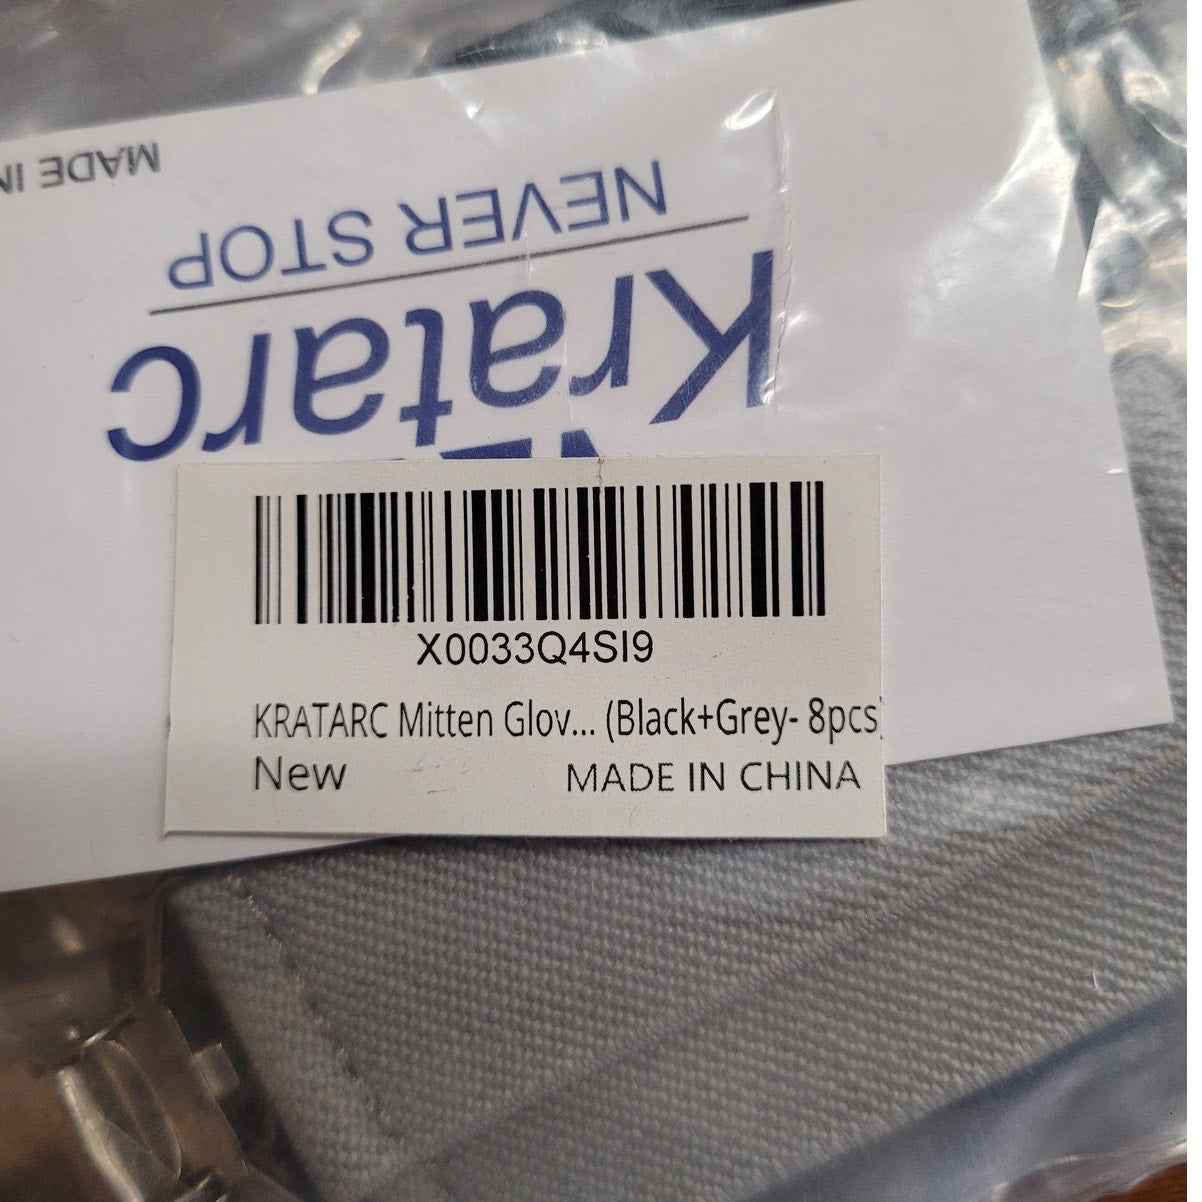 MADE IN
NEVER STOP
Kratarc
X0033Q4SI9
KRATARC Mitten Glov... (Black+Grey- 8pcs
New MADE IN CHINA